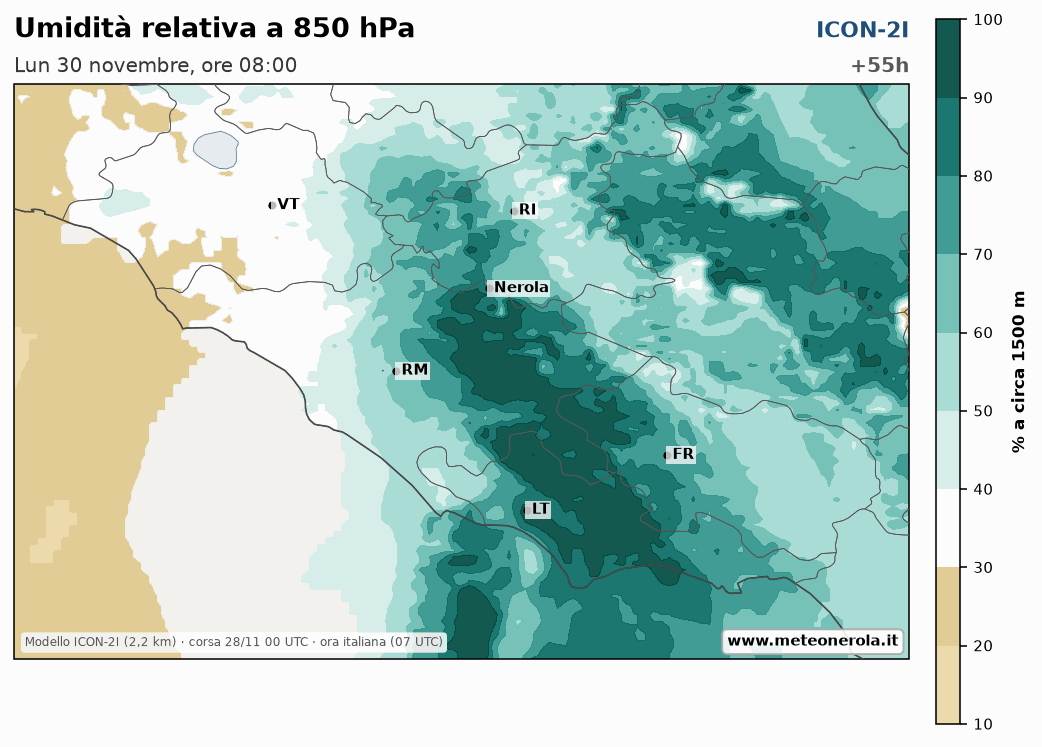 Umidità relativa a 850 hPa
ICON-2I
Lun 30 novembre, ore 08:00
+55h
100
90
80
70
60
50
40
30
20
10
% a circa 1500 m
VT
RI
Nerola
RM
FR
LT
Modello ICON-2I (2,2 km) · corsa 28/11 00 UTC · ora italiana (07 UTC)
www.meteonerola.it